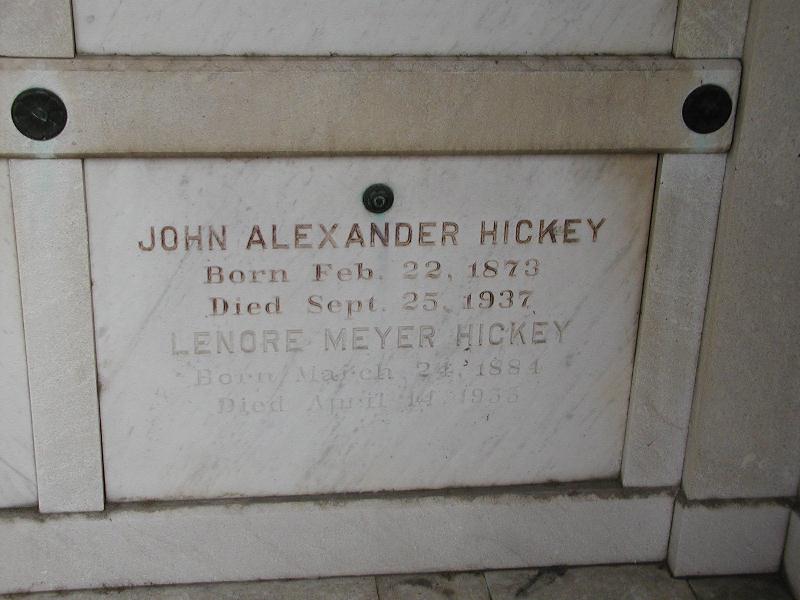 JOHN ALEXANDER HICKEY
Born Feb. 22, 1873
Died Sept. 25, 1937
LENORE MEYER HICKEY
Born March 24, 1884
Died April 14,